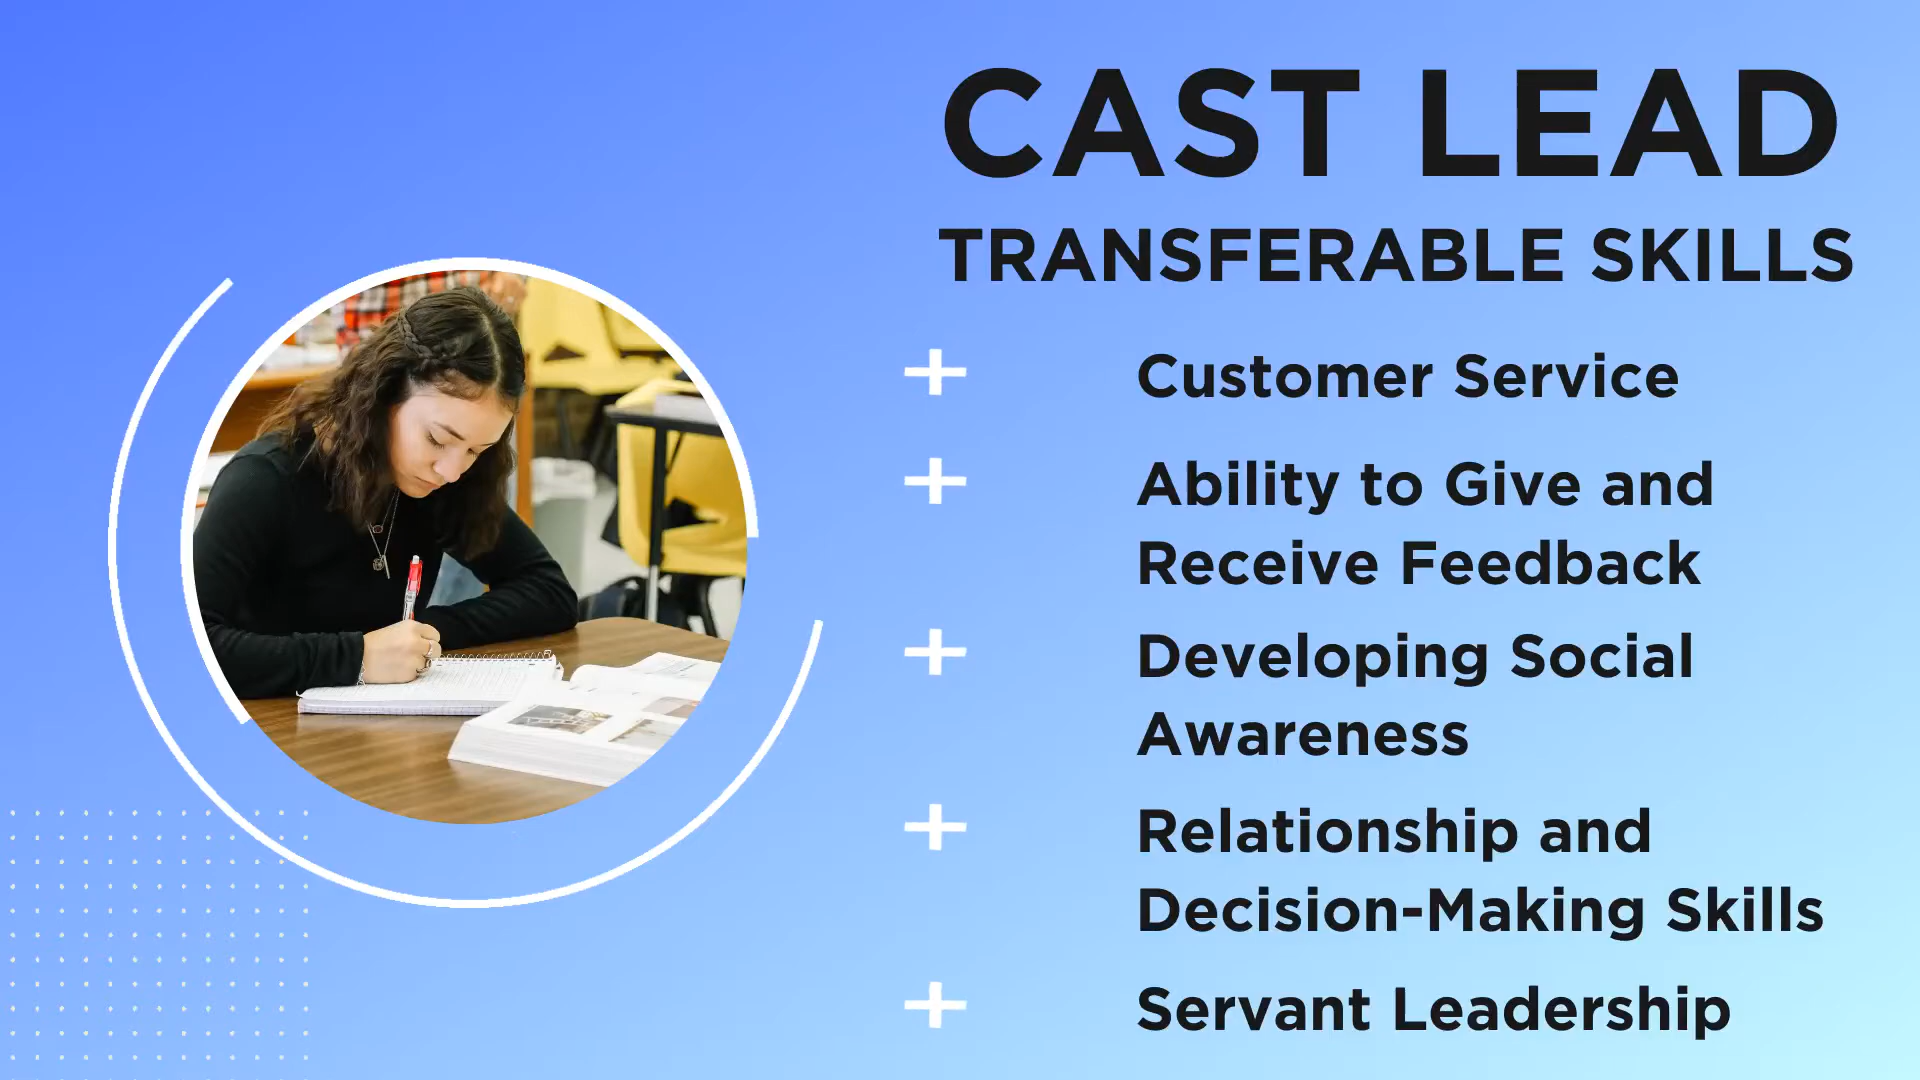 CAST LEAD
TRANSFERABLE SKILLS
Customer Service
Ability to Give and
Receive Feedback
Developing Social
Awareness
Relationship and
Decision-Making Skills
Servant Leadership